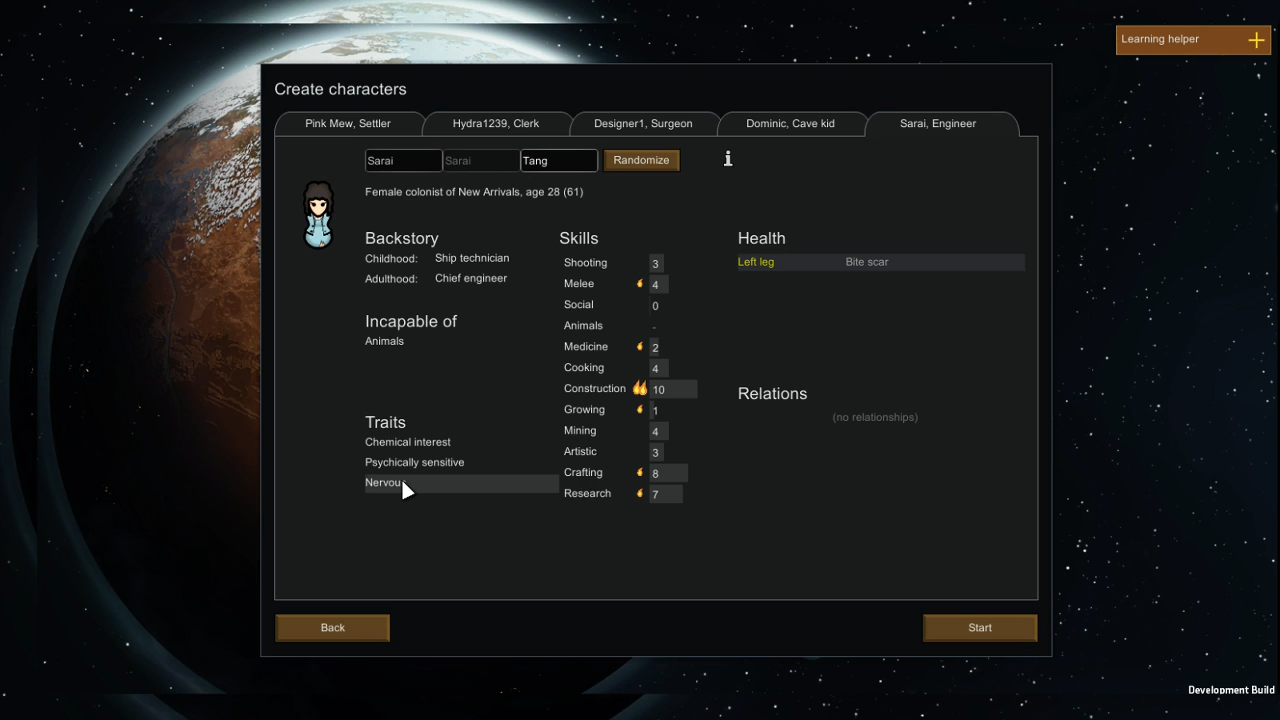 Learning helper
Create characters
Pink Mew, Settler
Hydra1239, Clerk
Designer1, Surgeon
Dominic, Cave kid
Sarai, Engineer
Sarai Sarai Tang Randomize i
Female colonist of New Arrivals, age 28 (61)
Backstory
Childhood: Ship technician
Adulthood: Chief engineer
Incapable of
Animals
Traits
Chemical interest
Psychically sensitive
Skills
Shooting 3
Melee 4
Social 0
Animals -
Medicine 2
Cooking 4
Construction 10
Growing 1
Mining 4
Artistic 3
Crafting 8
Research 7
Health
Left leg Bite scar
Relations
(no relationships)
Back
Start
Development Build